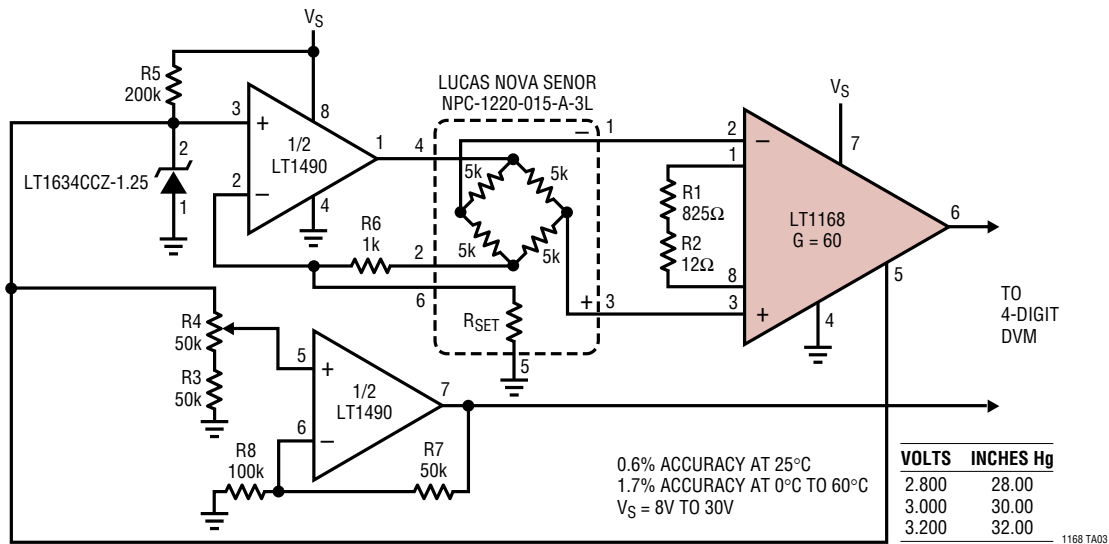 VS
R5
200k
3
+
8
1/2
LT1490
1
2
−
4
2
LT1634CCZ-1.25
1
R6
1k
LUCAS NOVA SENOR
NPC-1220-015-A-3L
4
−
1
5k
5k
5k
5k
2
6
+
3
RSET
5
VS
2
−
7
1
R1
825Ω
LT1168
G = 60
6
R2
12Ω
8
5
3
+
4
TO
4-DIGIT
DVM
R4
50k
R3
50k
5
+
1/2
LT1490
7
6
−
R8
100k
R7
50k
0.6% ACCURACY AT 25°C
1.7% ACCURACY AT 0°C TO 60°C
VS = 8V TO 30V
VOLTS INCHES Hg
2.800 28.00
3.000 30.00
3.200 32.00
1168 TA03